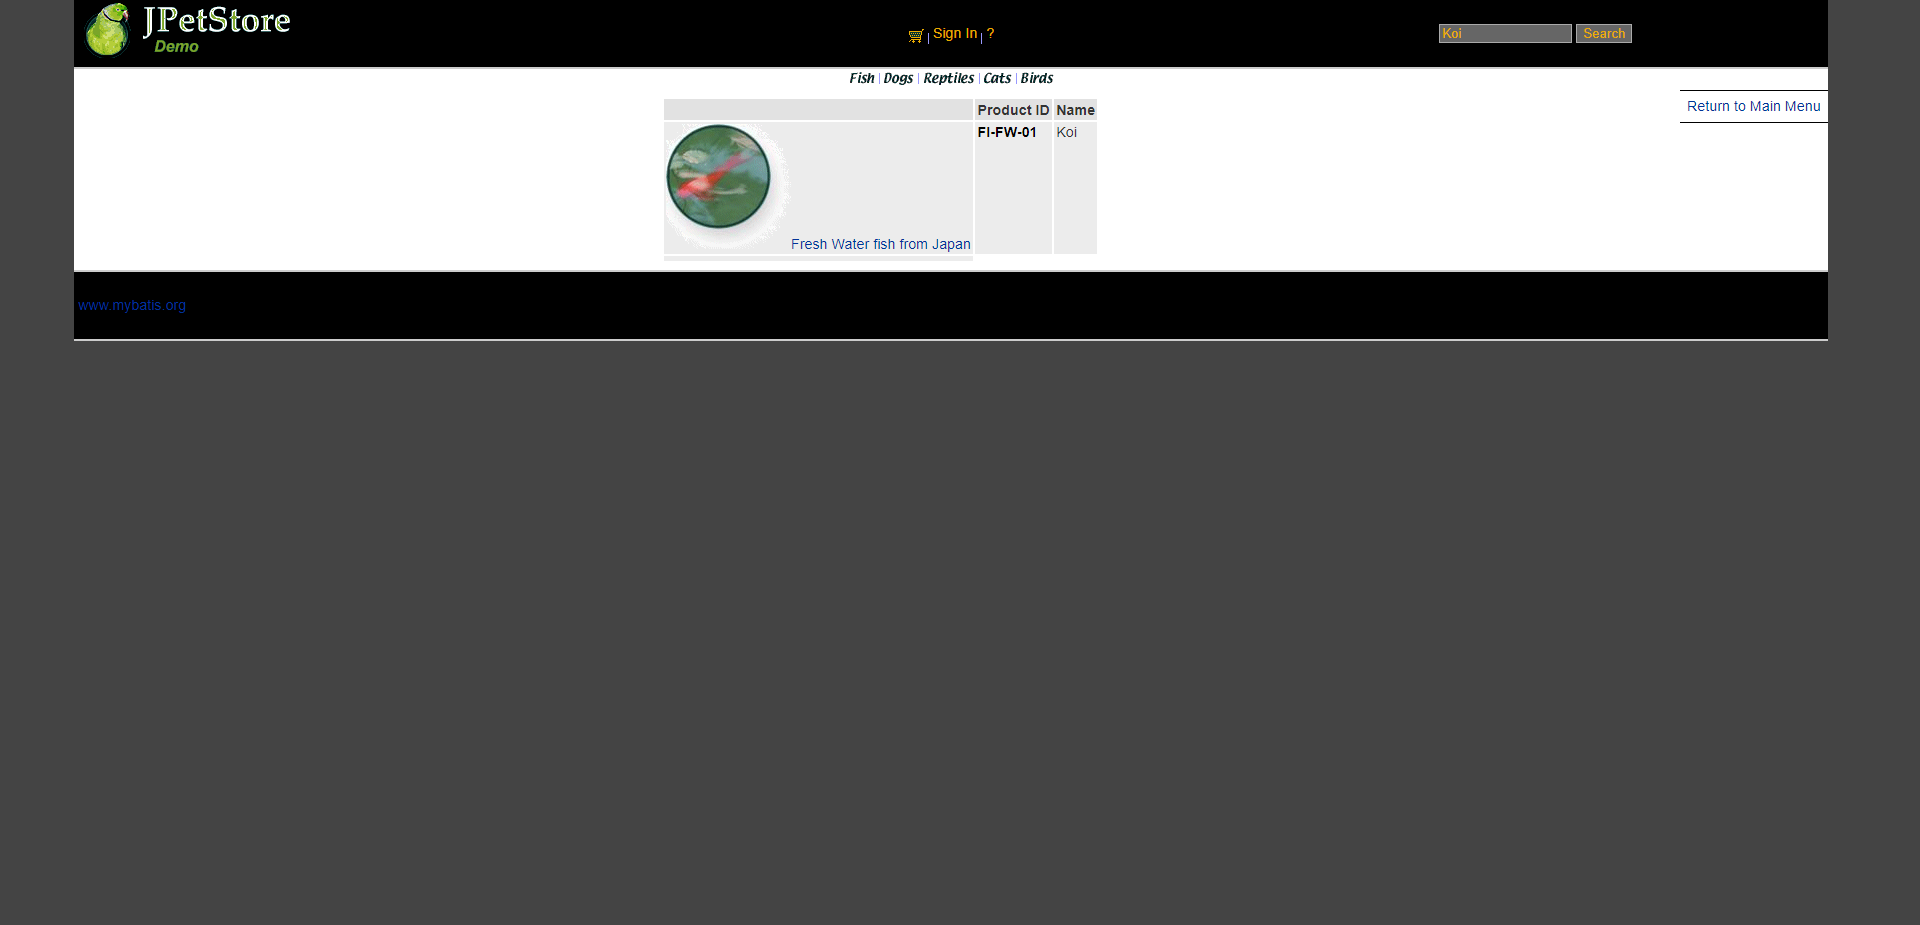 JPetStore
Demo
Sign In ?
Koi Search
Fish Dogs Reptiles Cats Birds
Return to Main Menu
Product ID Name
FI-FW-01 Koi
Fresh Water fish from Japan
www.mybatis.org